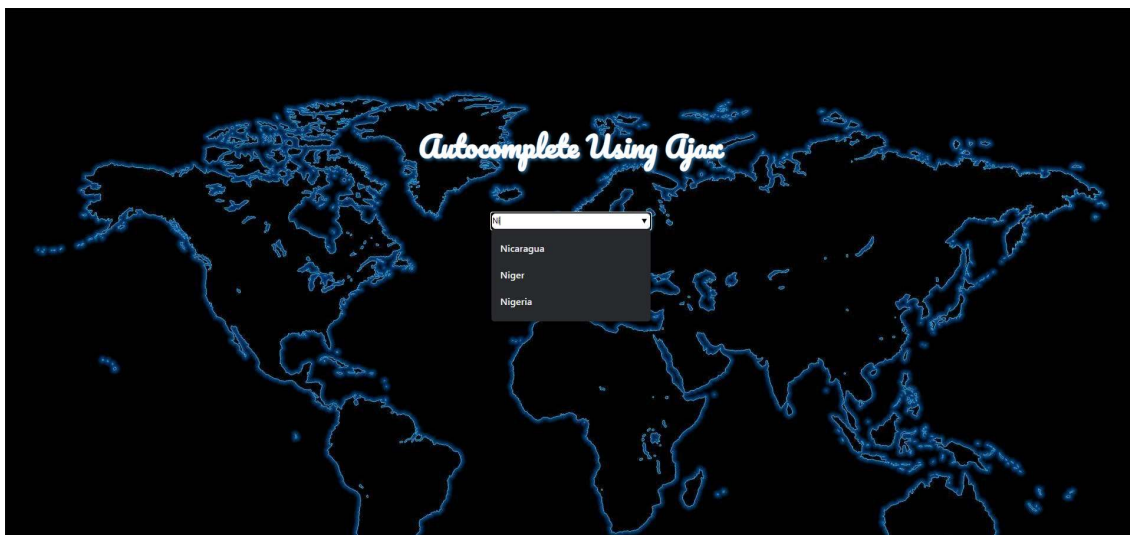 Autocomplete Using Ajax
Ni
Nicaragua
Niger
Nigeria